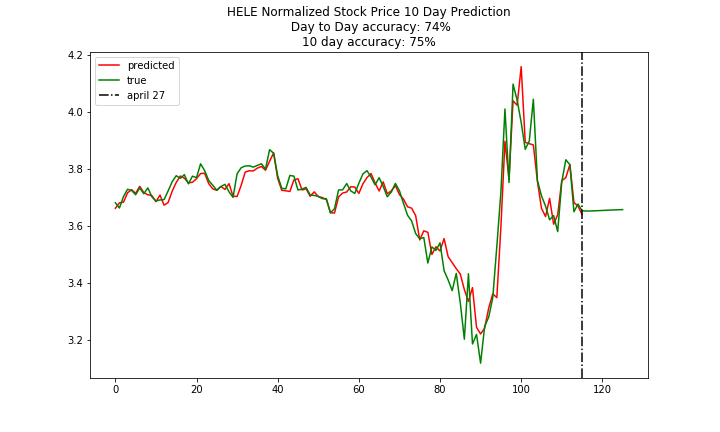 HELE Normalized Stock Price 10 Day Prediction
Day to Day accuracy: 74%
10 day accuracy: 75%
4.2
4.0
3.8
3.6
3.4
3.2
predicted
true
april 27
0
20
40
60
80
100
120